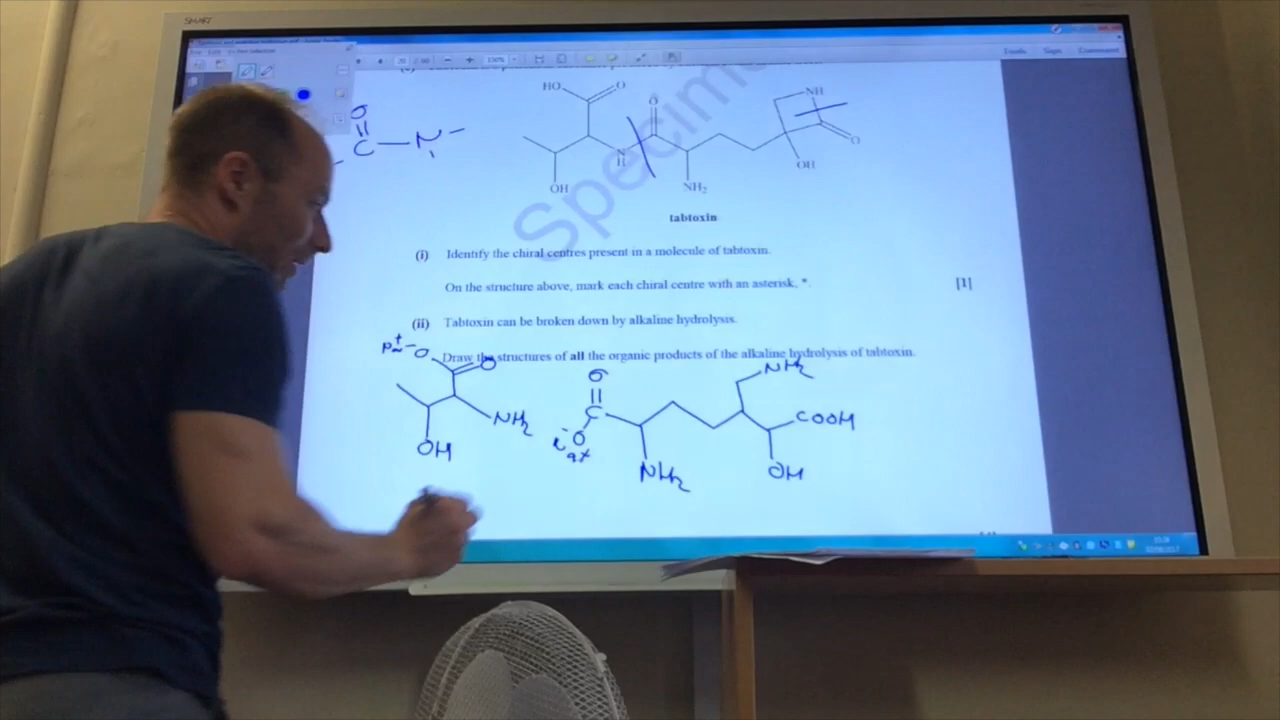 SMART
HO O O NH
N
H
O
OH NH₂ OH
O
C N
Specimen
tabtoxin
(i) Identify the chiral centres present in a molecule of tabtoxin.
On the structure above, mark each chiral centre with an asterisk, *. [1]
(ii) Tabtoxin can be broken down by alkaline hydrolysis.
Draw the structures of all the organic products of the alkaline hydrolysis of tabtoxin.
O O NH₂
O
C COOH
NH₂ O
OH NH₂ OH